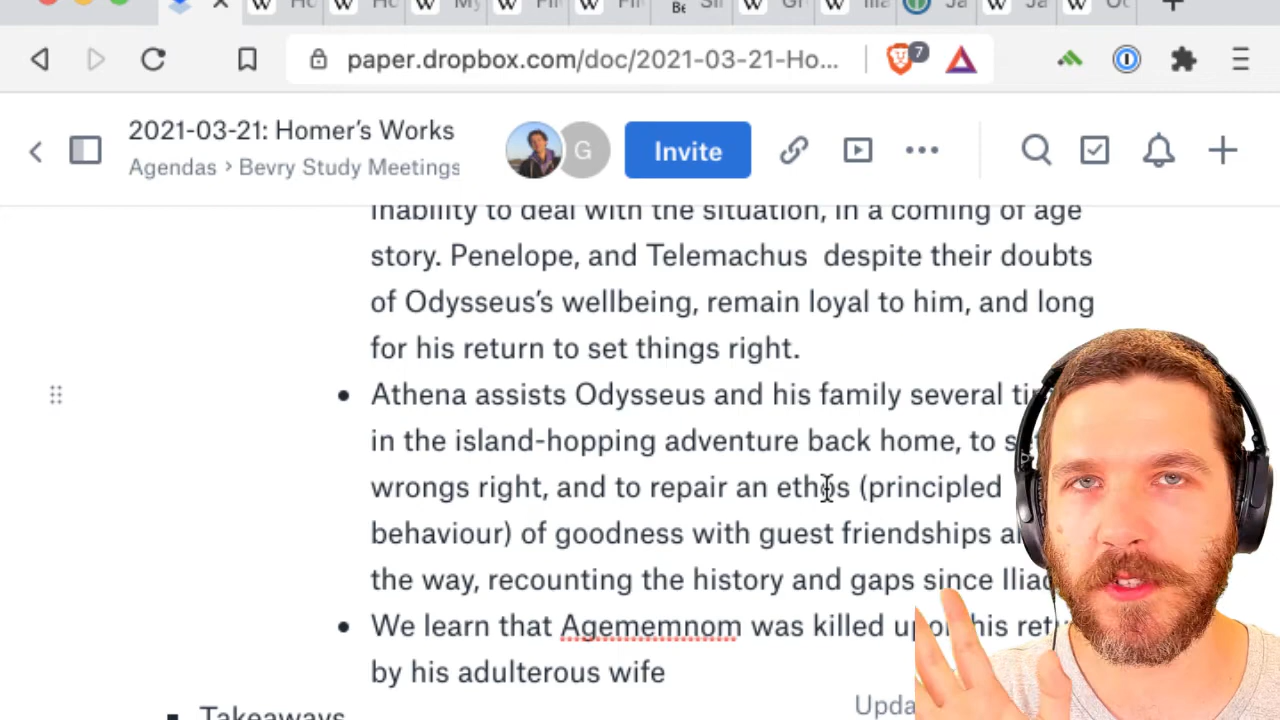 paper.dropbox.com/doc/2021-03-21-Ho... 7
2021-03-21: Homer's Works
Agendas > Bevry Study Meetings
G
Invite
inability to deal with the situation, in a coming of age
story. Penelope, and Telemachus despite their doubts
of Odysseus's wellbeing, remain loyal to him, and long
for his return to set things right.
• Athena assists Odysseus and his family several
in the island-hopping adventure back home, to
wrongs right, and to repair an ethos (principled
behaviour) of goodness with guest friendships
the way, recounting the history and gaps since
• We learn that Agememnom was killed upon his
by his adulterous wife
Takeaways